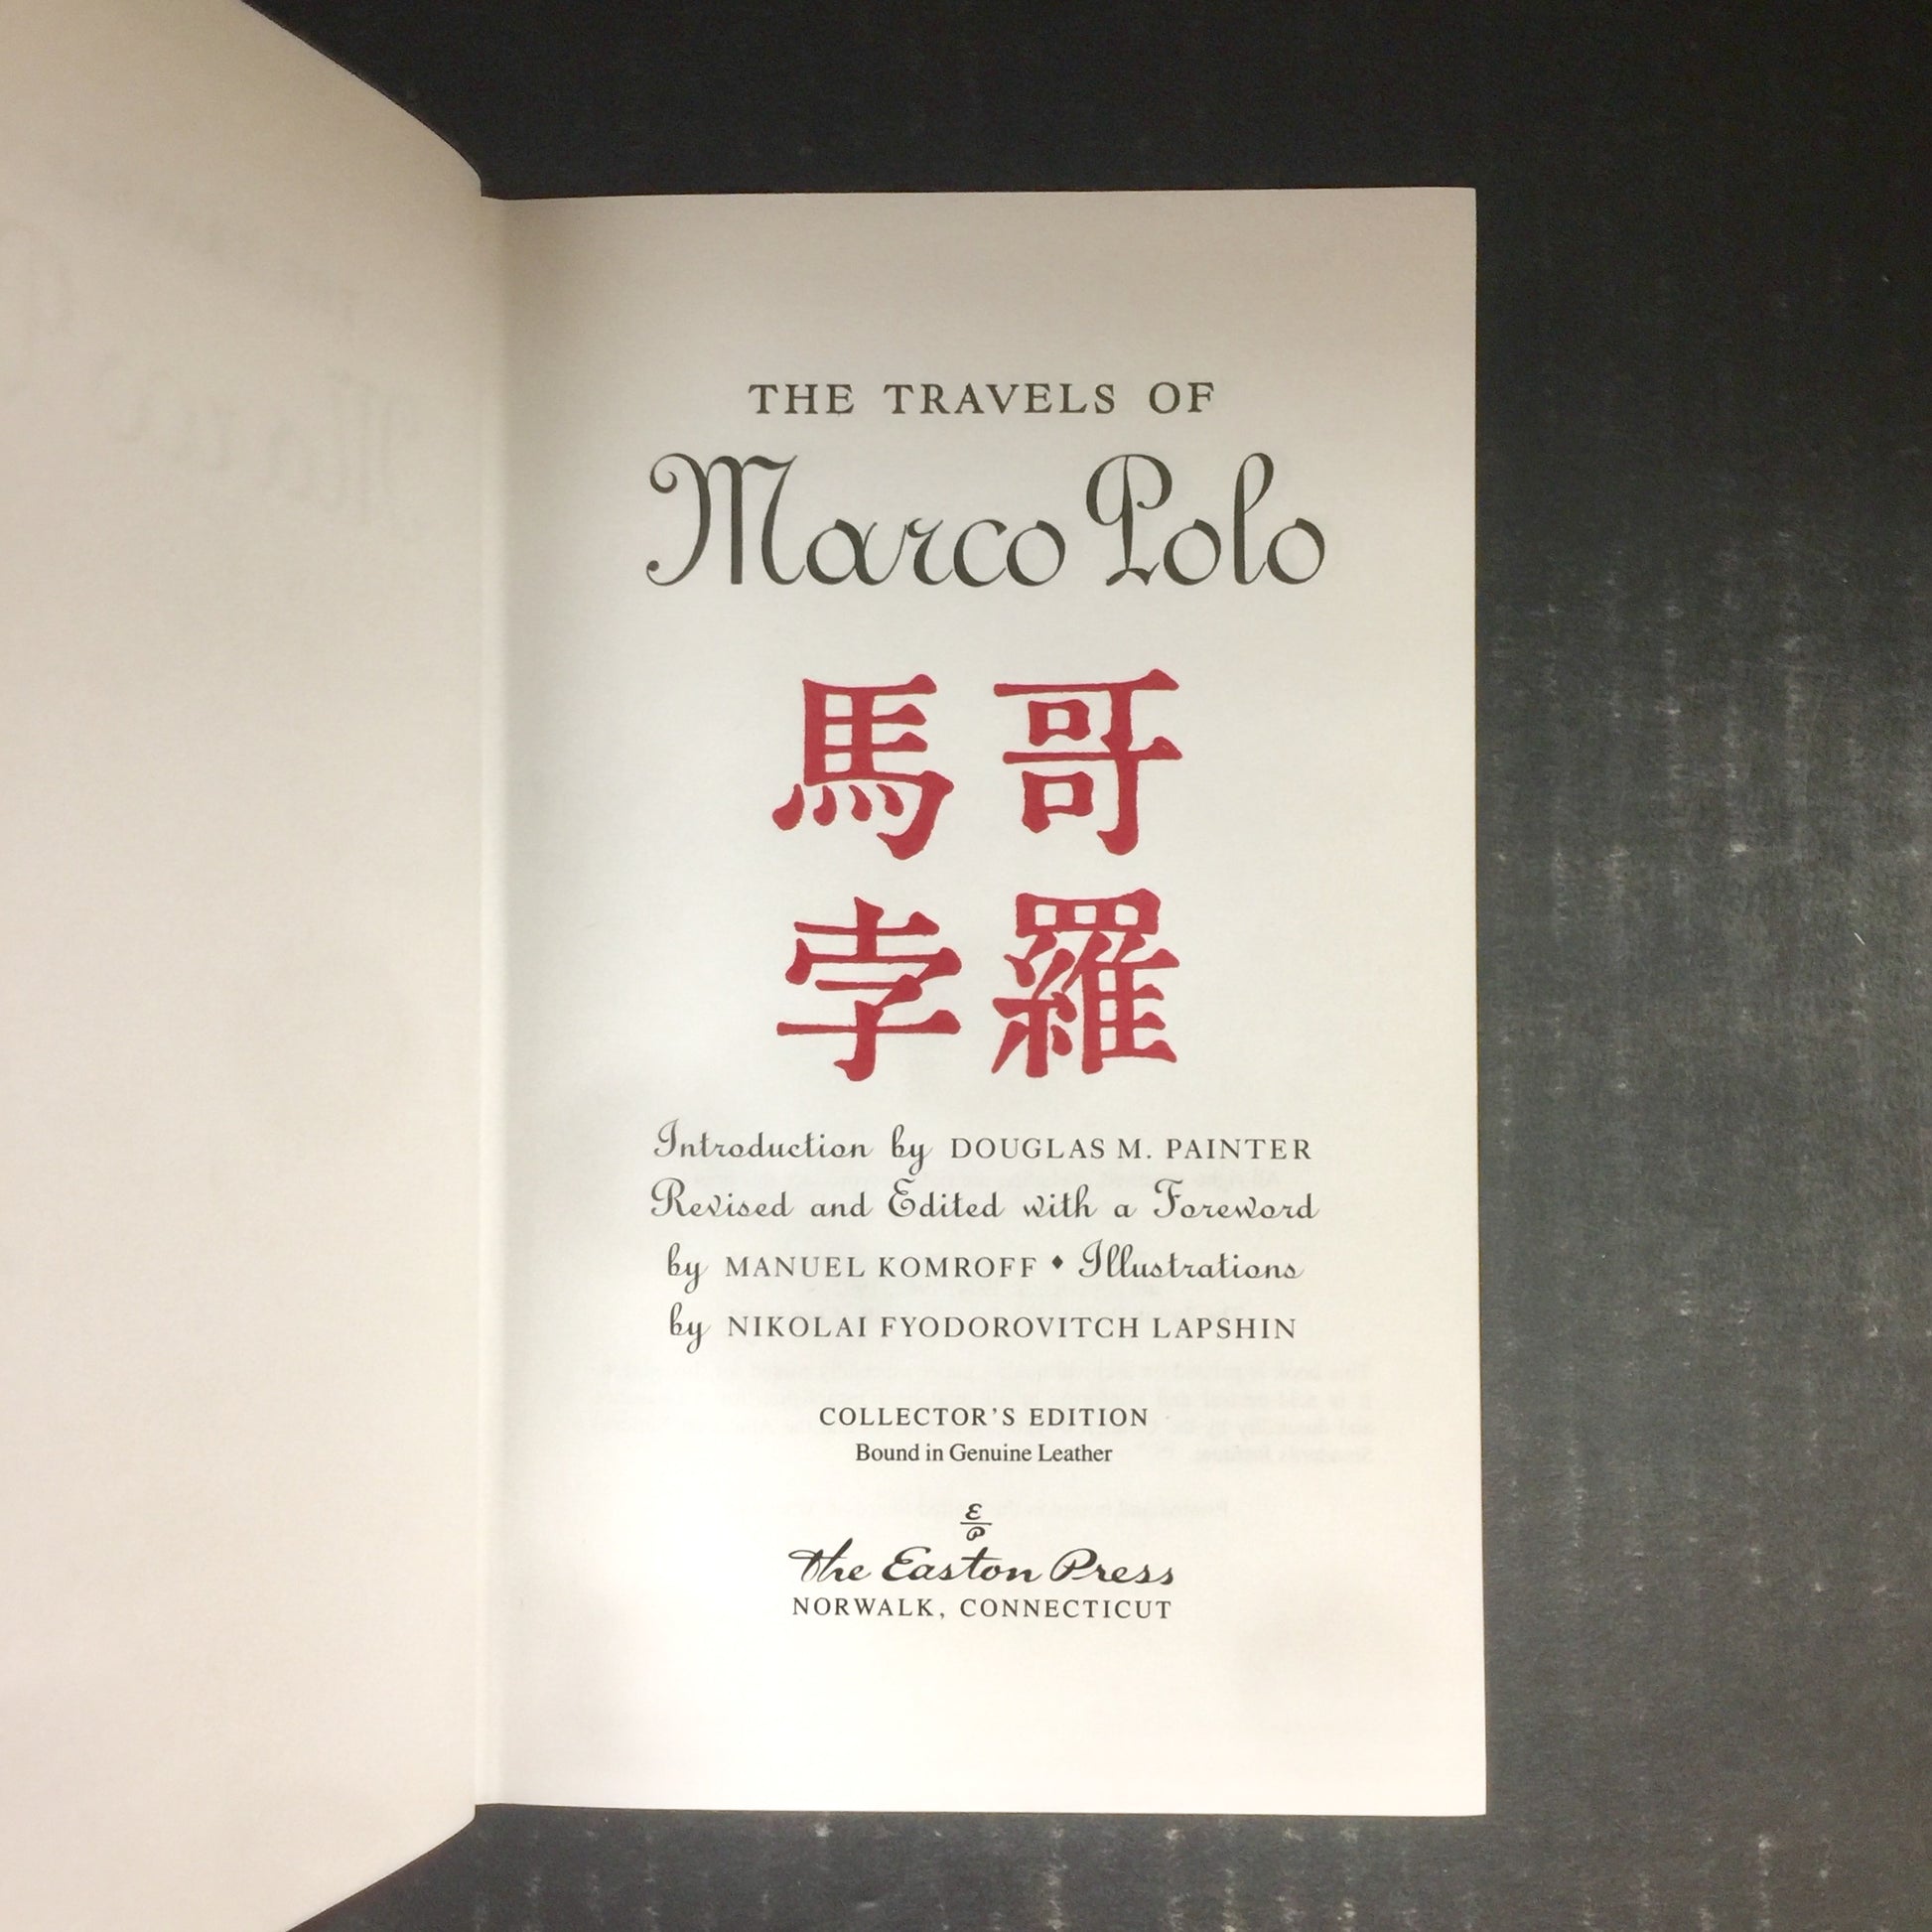 THE TRAVELS OF
Marco Polo
馬哥
孛羅
Introduction by DOUGLAS M. PAINTER
Revised and Edited with a Foreword
by MANUEL KOMROFF ♦ Illustrations
by NIKOLAI FYODOROVITCH LAPSHIN
COLLECTOR'S EDITION
Bound in Genuine Leather
E
P
The Easton Press
NORWALK, CONNECTICUT